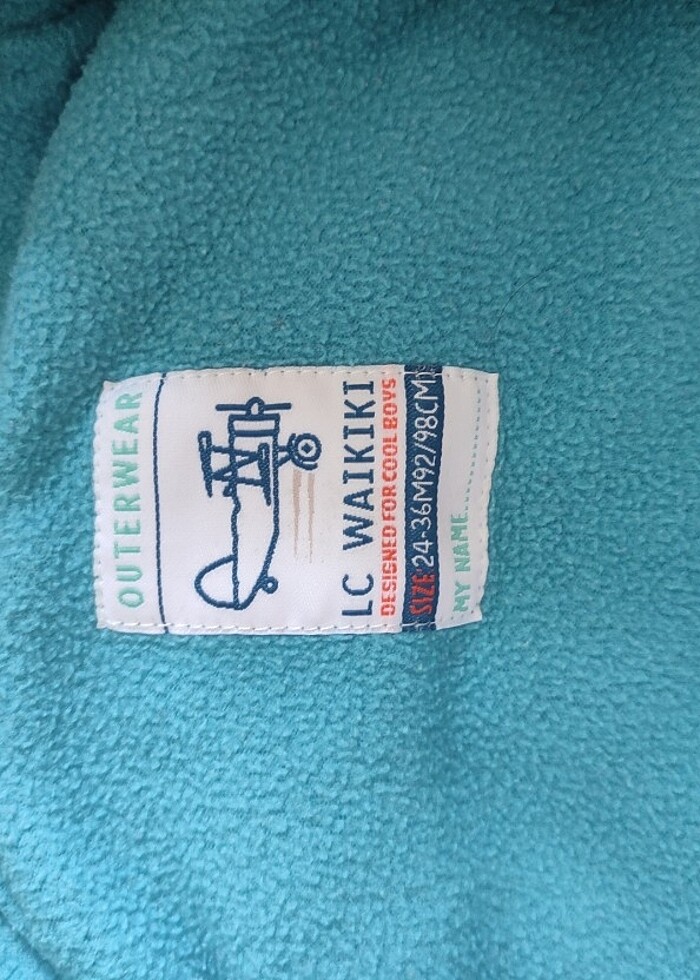 OUTERWEAR
LC WAIKIKI
DESIGNED FOR COOL BOYS
SIZE 24-36M92/98CM
MY NAME..........